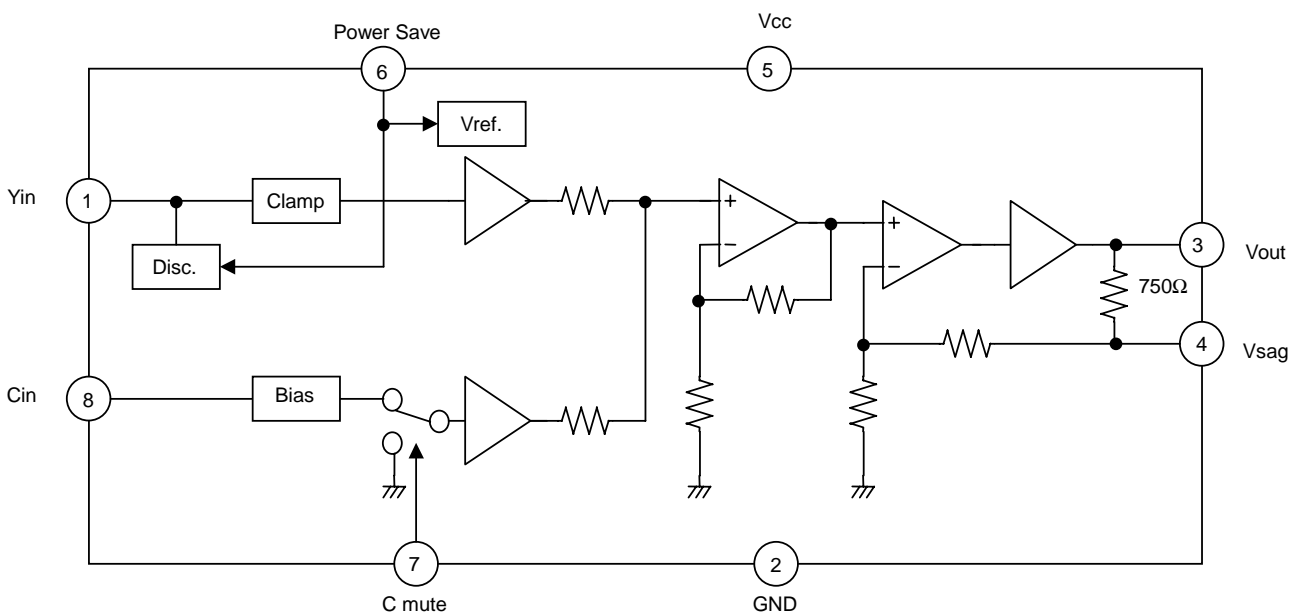 Power Save
Vcc
6
5
Vref.
Yin
1
Clamp
+
−
+
−
Disc.
3
Vout
750Ω
4
Vsag
Cin
8
Bias
7
C mute
2
GND